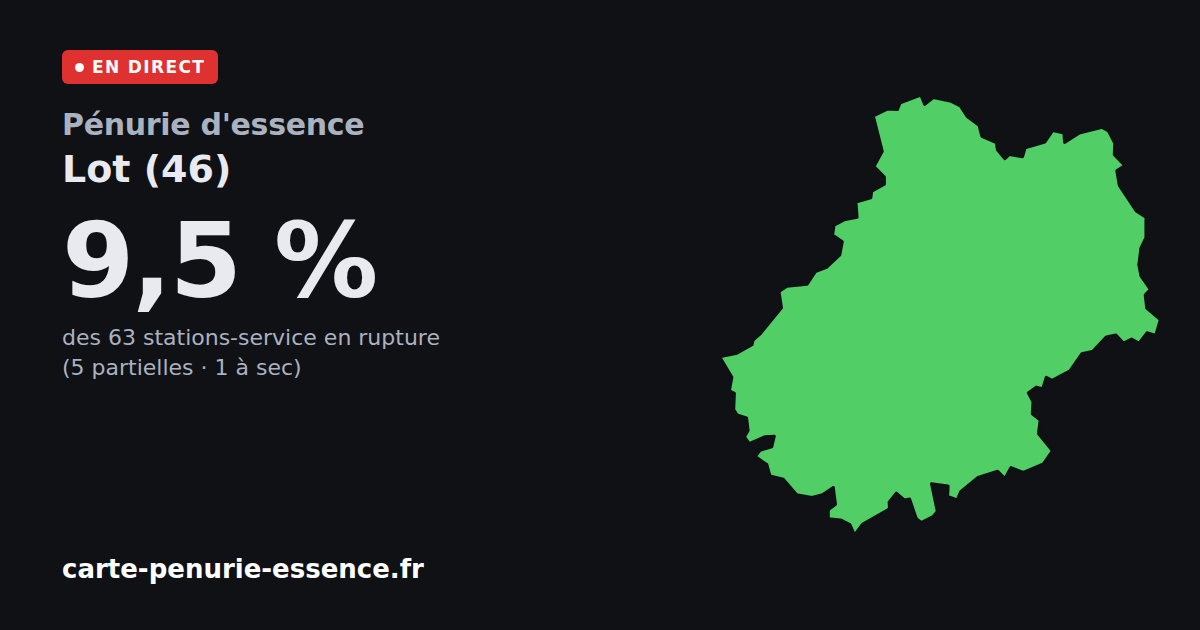 EN DIRECT
Pénurie d'essence
Lot (46)
9,5 %
des 63 stations-service en rupture
(5 partielles · 1 à sec)
carte-penurie-essence.fr